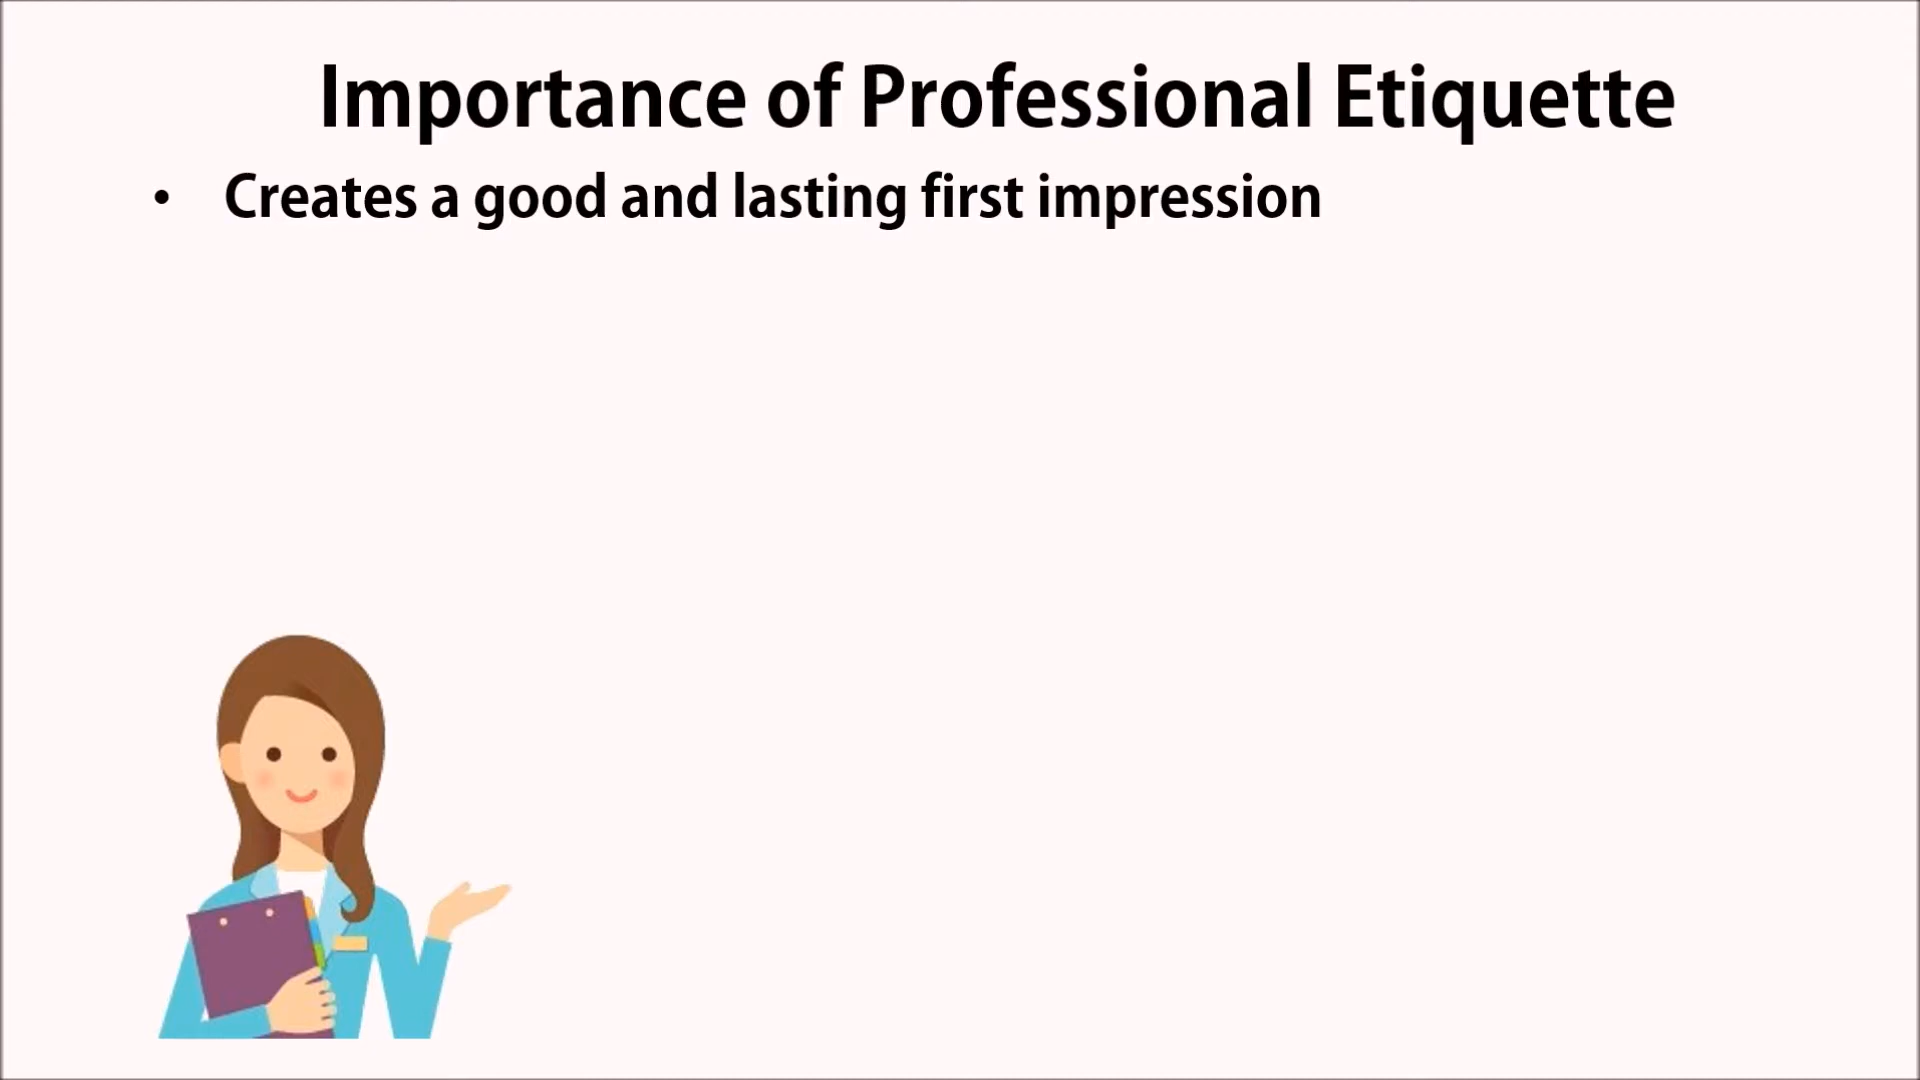 Importance of Professional Etiquette
• Creates a good and lasting first impression